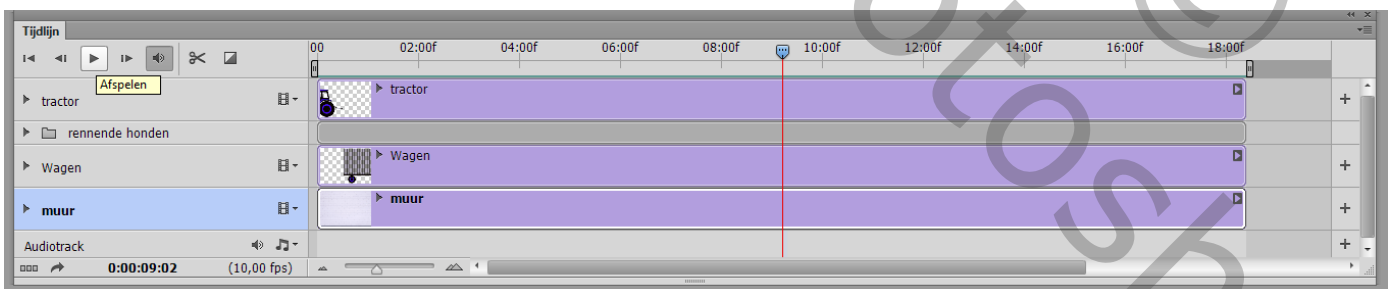 Tijdlijn
00 02:00f 04:00f 06:00f 08:00f 10:00f 12:00f 14:00f 16:00f 18:00f
Afspelen
tractor
tractor
rennende honden
Wagen
Wagen
muur
muur
Audiotrack
0:00:09:02 (10,00 fps)